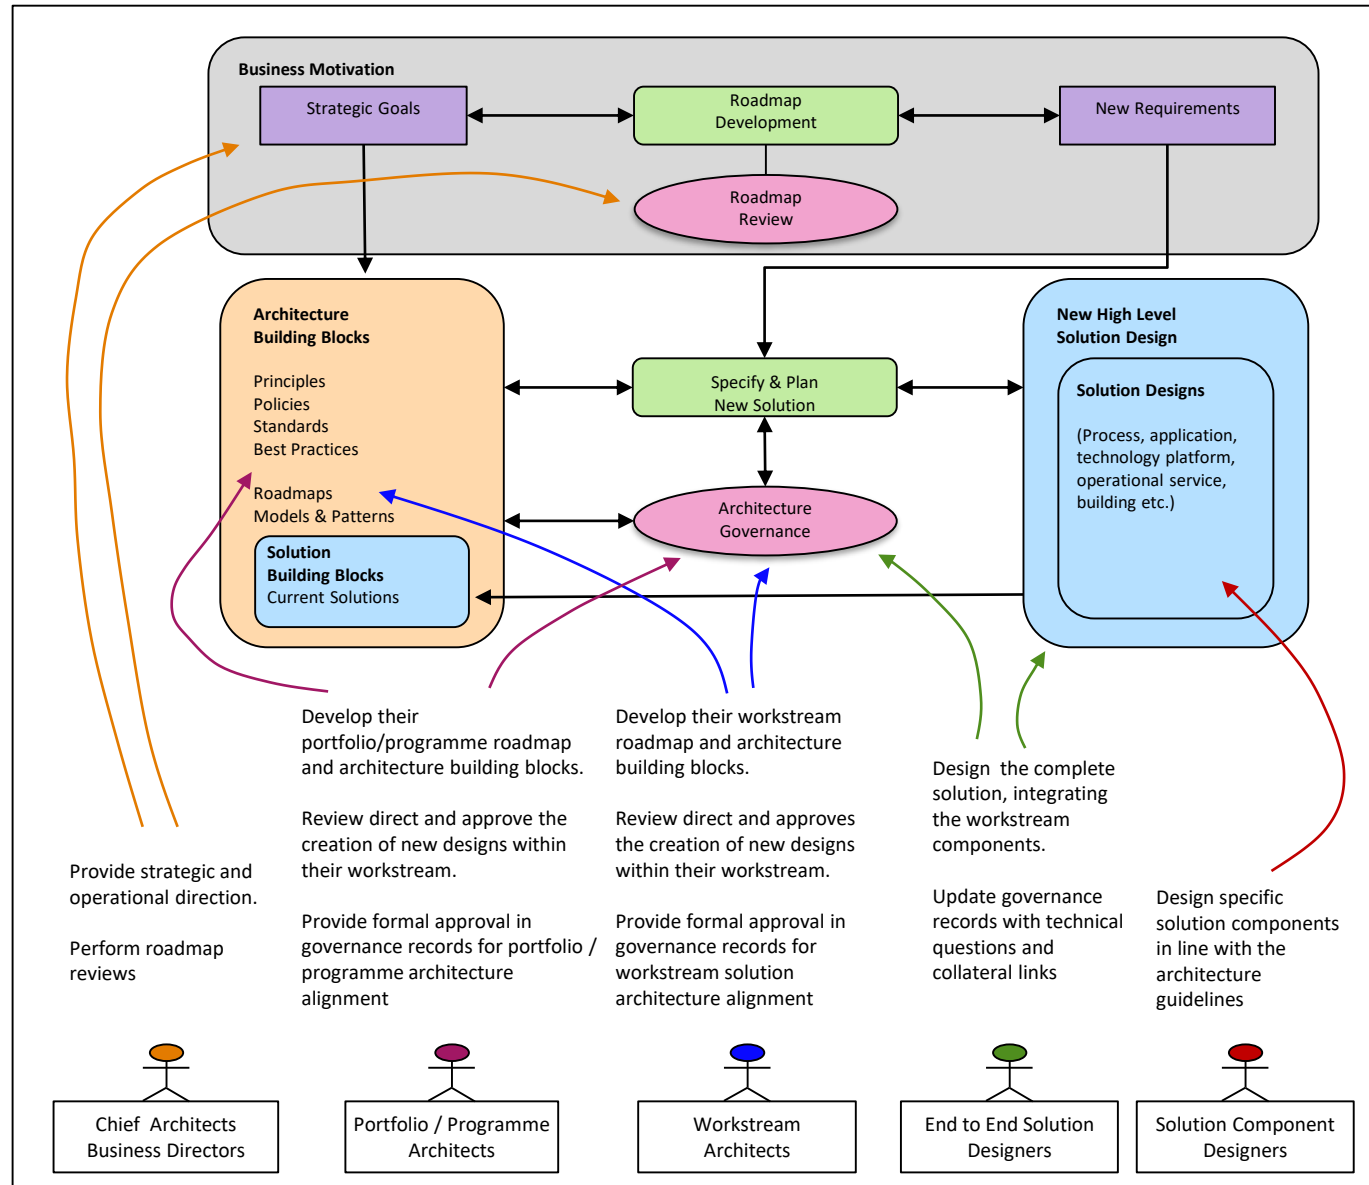 Business Motivation
Strategic Goals
Roadmap
Development
New Requirements
Roadmap
Review
Architecture
Building Blocks
Principles
Policies
Standards
Best Practices
Roadmaps
Models & Patterns
Solution
Building Blocks
Current Solutions
Specify & Plan
New Solution
Architecture
Governance
New High Level
Solution Design
Solution Designs
(Process, application,
technology platform,
operational service,
building etc.)
Provide strategic and
operational direction.
Perform roadmap
reviews
Develop their
portfolio/programme roadmap
and architecture building blocks.
Review direct and approve the
creation of new designs within
their workstream.
Provide formal approval in
governance records for portfolio /
programme architecture
alignment
Develop their workstream
roadmap and architecture
building blocks.
Review direct and approves
the creation of new designs
within their workstream.
Provide formal approval in
governance records for
workstream solution
architecture alignment
Design  the complete
solution, integrating
the workstream
components.
Update governance
records with technical
questions and
collateral links
Design specific
solution components
in line with the
architecture
guidelines
Chief  Architects
Business Directors
Portfolio / Programme
Architects
Workstream
Architects
End to End Solution
Designers
Solution Component
Designers